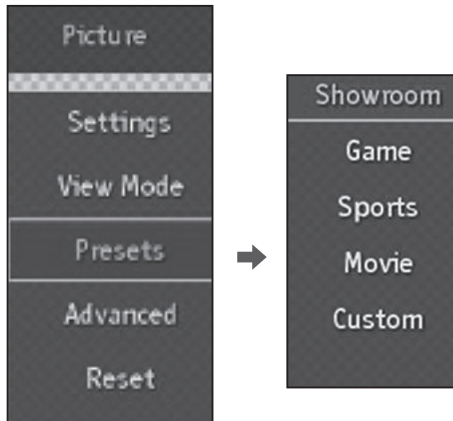 Picture
Settings
View Mode
Presets
Advanced
Reset
Showroom
Game
Sports
Movie
Custom